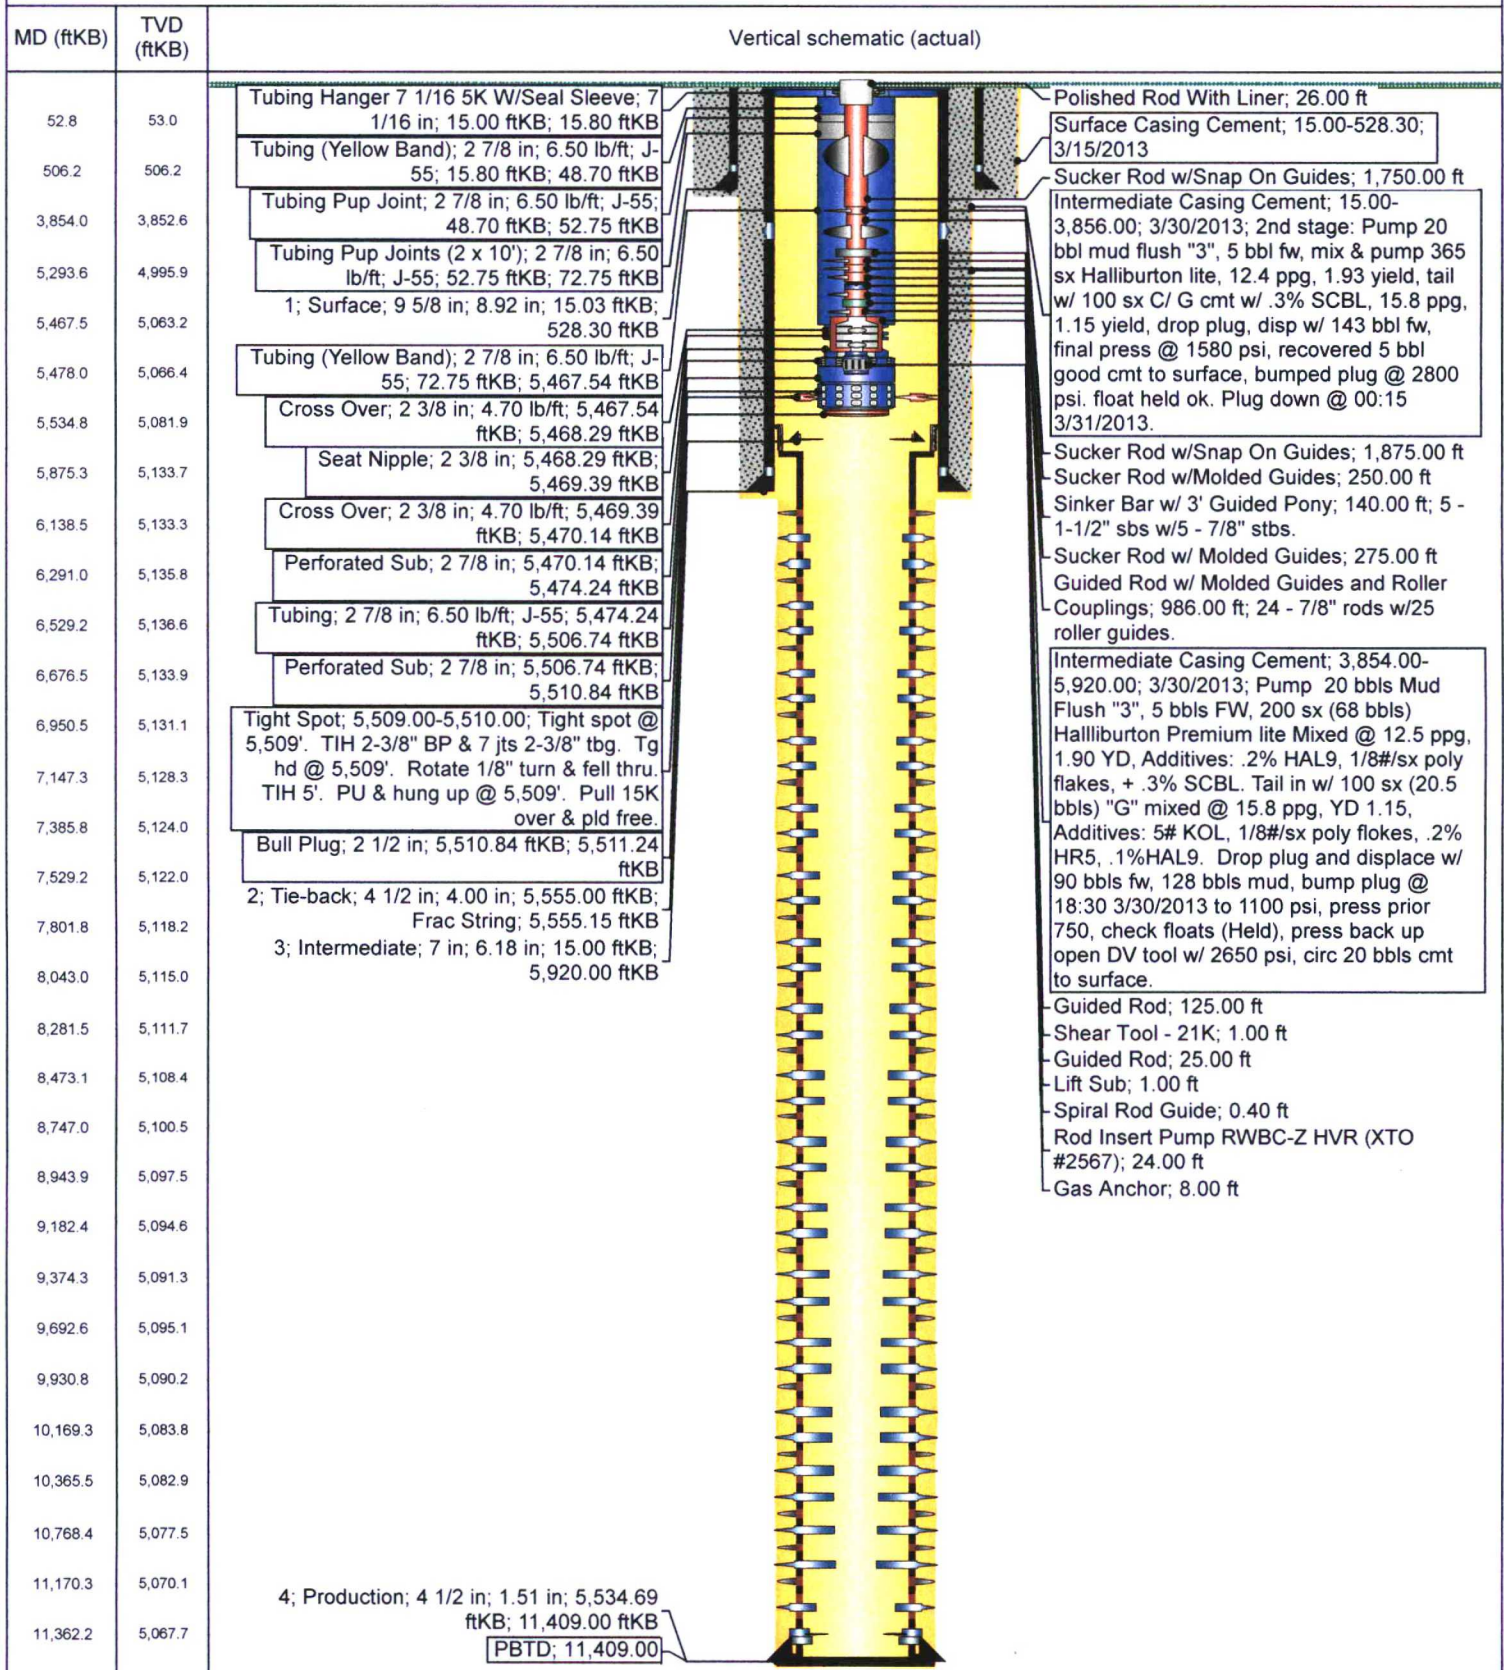 MD (ftKB)
TVD
(ftKB)
Vertical schematic (actual)
52.8
53.0
506.2
506.2
3,854.0
3,852.6
5,293.6
4,995.9
5,467.5
5,063.2
5,478.0
5,066.4
5,534.8
5,081.9
5,875.3
5,133.7
6,138.5
5,133.3
6,291.0
5,135.8
6,529.2
5,136.6
6,676.5
5,133.9
6,950.5
5,131.1
7,147.3
5,128.3
7,385.8
5,124.0
7,529.2
5,122.0
7,801.8
5,118.2
8,043.0
5,115.0
8,281.5
5,111.7
8,473.1
5,108.4
8,747.0
5,100.5
8,943.9
5,097.5
9,182.4
5,094.6
9,374.3
5,091.3
9,692.6
5,095.1
9,930.8
5,090.2
10,169.3
5,083.8
10,365.5
5,082.9
10,768.4
5,077.5
11,170.3
5,070.1
11,362.2
5,067.7
Tubing Hanger 7 1/16 5K W/Seal Sleeve; 7
1/16 in; 15.00 ftKB; 15.80 ftKB
Tubing (Yellow Band); 2 7/8 in; 6.50 lb/ft; J-
55; 15.80 ftKB; 48.70 ftKB
Tubing Pup Joint; 2 7/8 in; 6.50 lb/ft; J-55;
48.70 ftKB; 52.75 ftKB
Tubing Pup Joints (2 x 10'); 2 7/8 in; 6.50
lb/ft; J-55; 52.75 ftKB; 72.75 ftKB
1; Surface; 9 5/8 in; 8.92 in; 15.03 ftKB;
528.30 ftKB
Tubing (Yellow Band); 2 7/8 in; 6.50 lb/ft; J-
55; 72.75 ftKB; 5,467.54 ftKB
Cross Over; 2 3/8 in; 4.70 lb/ft; 5,467.54
ftKB; 5,468.29 ftKB
Seat Nipple; 2 3/8 in; 5,468.29 ftKB;
5,469.39 ftKB
Cross Over; 2 3/8 in; 4.70 lb/ft; 5,469.39
ftKB; 5,470.14 ftKB
Perforated Sub; 2 7/8 in; 5,470.14 ftKB;
5,474.24 ftKB
Tubing; 2 7/8 in; 6.50 lb/ft; J-55; 5,474.24
ftKB; 5,506.74 ftKB
Perforated Sub; 2 7/8 in; 5,506.74 ftKB;
5,510.84 ftKB
Tight Spot; 5,509.00-5,510.00; Tight spot @
5,509'. TIH 2-3/8" BP & 7 jts 2-3/8" tbg. Tg
hd @ 5,509'. Rotate 1/8" turn & fell thru.
TIH 5'. PU & hung up @ 5,509'. Pull 15K
over & pld free.
Bull Plug; 2 1/2 in; 5,510.84 ftKB; 5,511.24
ftKB
2; Tie-back; 4 1/2 in; 4.00 in; 5,555.00 ftKB;
Frac String; 5,555.15 ftKB
3; Intermediate; 7 in; 6.18 in; 15.00 ftKB;
5,920.00 ftKB
4; Production; 4 1/2 in; 1.51 in; 5,534.69
ftKB; 11,409.00 ftKB
PBTD; 11,409.00
Polished Rod With Liner; 26.00 ft
Surface Casing Cement; 15.00-528.30;
3/15/2013
Sucker Rod w/Snap On Guides; 1,750.00 ft
Intermediate Casing Cement; 15.00-
3,856.00; 3/30/2013; 2nd stage: Pump 20
bbl mud flush "3", 5 bbl fw, mix & pump 365
sx Halliburton lite, 12.4 ppg, 1.93 yield, tail
w/ 100 sx C/ G cmt w/ .3% SCBL, 15.8 ppg,
1.15 yield, drop plug, disp w/ 143 bbl fw,
final press @ 1580 psi, recovered 5 bbl
good cmt to surface, bumped plug @ 2800
psi. float held ok. Plug down @ 00:15
3/31/2013.
Sucker Rod w/Snap On Guides; 1,875.00 ft
Sucker Rod w/Molded Guides; 250.00 ft
Sinker Bar w/ 3' Guided Pony; 140.00 ft; 5 -
1-1/2" sbs w/5 - 7/8" stbs.
Sucker Rod w/ Molded Guides; 275.00 ft
Guided Rod w/ Molded Guides and Roller
Couplings; 986.00 ft; 24 - 7/8" rods w/25
roller guides.
Intermediate Casing Cement; 3,854.00-
5,920.00; 3/30/2013; Pump  20 bbls Mud
Flush "3", 5 bbls FW, 200 sx (68 bbls)
Hallliburton Premium lite Mixed @ 12.5 ppg,
1.90 YD, Additives: .2% HAL9, 1/8#/sx poly
flakes, + .3% SCBL. Tail in w/ 100 sx (20.5
bbls) "G" mixed @ 15.8 ppg, YD 1.15,
Additives: 5# KOL, 1/8#/sx poly flokes, .2%
HR5, .1%HAL9.  Drop plug and displace w/
90 bbls fw, 128 bbls mud, bump plug @
18:30 3/30/2013 to 1100 psi, press prior
750, check floats (Held), press back up
open DV tool w/ 2650 psi, circ 20 bbls cmt
to surface.
Guided Rod; 125.00 ft
Shear Tool - 21K; 1.00 ft
Guided Rod; 25.00 ft
Lift Sub; 1.00 ft
Spiral Rod Guide; 0.40 ft
Rod Insert Pump RWBC-Z HVR (XTO
#2567); 24.00 ft
Gas Anchor; 8.00 ft